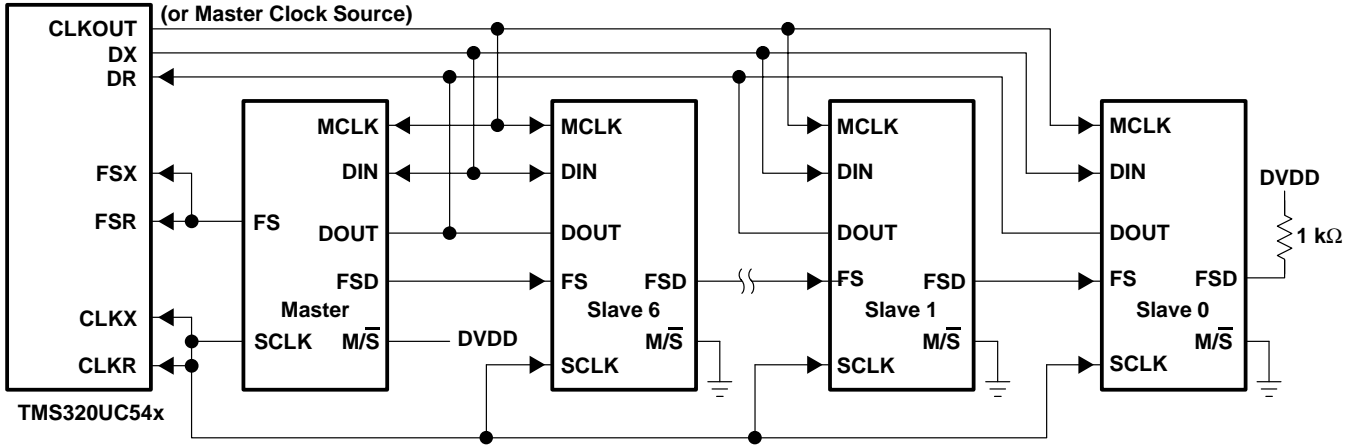 (or Master Clock Source)
CLKOUT
DX
DR
FSX
FSR
CLKX
CLKR
TMS320UC54x
MCLK
DIN
FS
DOUT
FSD
Master
SCLK
M/S̅
DVDD
MCLK
DIN
DOUT
FS
FSD
Slave 6
M/S̅
SCLK
MCLK
DIN
DOUT
FS
FSD
Slave 1
M/S̅
SCLK
MCLK
DIN
DOUT
FS
FSD
Slave 0
M/S̅
SCLK
DVDD
1 kΩ